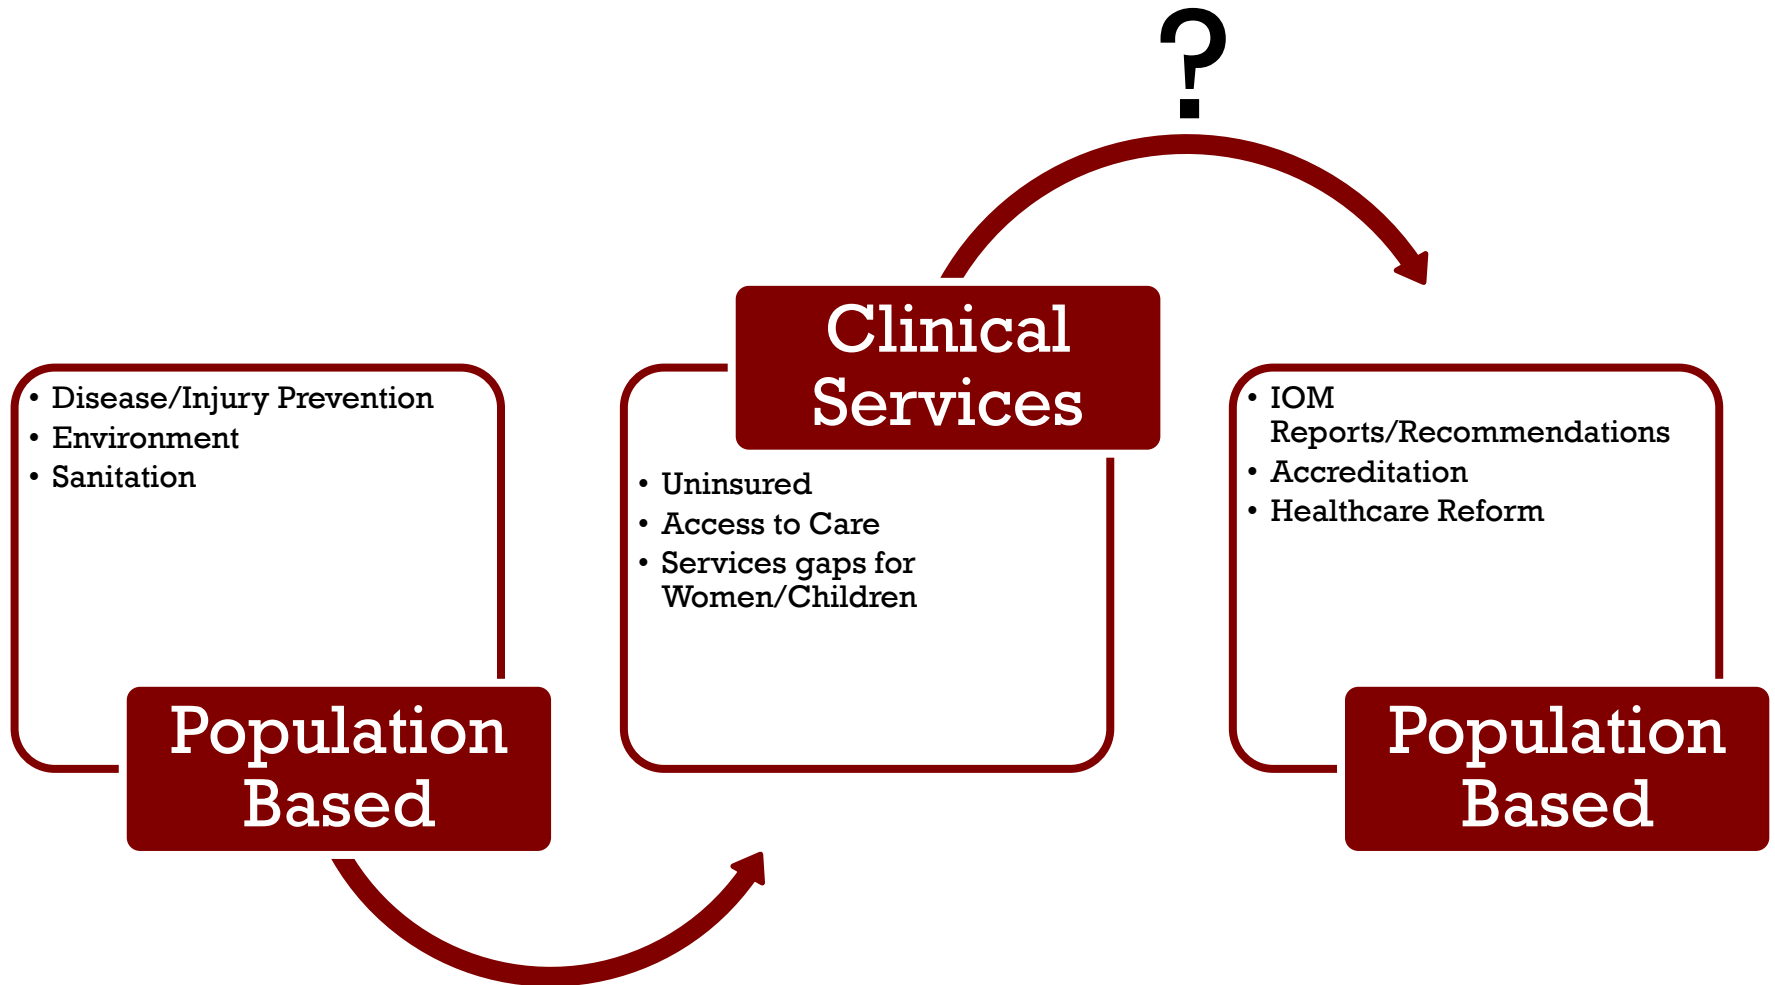 ?
• Disease/Injury Prevention
• Environment
• Sanitation
Population
Based
Clinical
Services
• Uninsured
• Access to Care
• Services gaps for
Women/Children
• IOM
Reports/Recommendations
• Accreditation
• Healthcare Reform
Population
Based